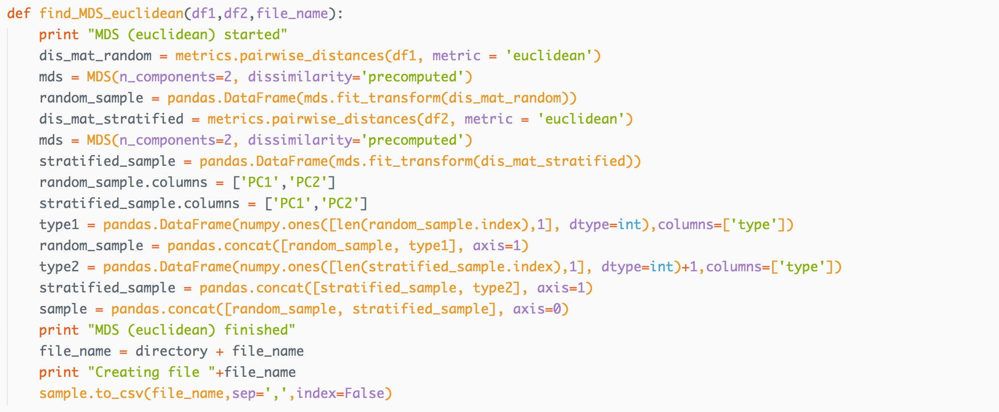 def find_MDS_euclidean(df1,df2,file_name):
    print "MDS (euclidean) started"
    dis_mat_random = metrics.pairwise_distances(df1, metric = 'euclidean')
    mds = MDS(n_components=2, dissimilarity='precomputed')
    random_sample = pandas.DataFrame(mds.fit_transform(dis_mat_random))
    dis_mat_stratified = metrics.pairwise_distances(df2, metric = 'euclidean')
    mds = MDS(n_components=2, dissimilarity='precomputed')
    stratified_sample = pandas.DataFrame(mds.fit_transform(dis_mat_stratified))
    random_sample.columns = ['PC1','PC2']
    stratified_sample.columns = ['PC1','PC2']
    type1 = pandas.DataFrame(numpy.ones([len(random_sample.index),1], dtype=int),columns=['type'])
    random_sample = pandas.concat([random_sample, type1], axis=1)
    type2 = pandas.DataFrame(numpy.ones([len(stratified_sample.index),1], dtype=int)+1,columns=['type'])
    stratified_sample = pandas.concat([stratified_sample, type2], axis=1)
    sample = pandas.concat([random_sample, stratified_sample], axis=0)
    print "MDS (euclidean) finished"
    file_name = directory + file_name
    print "Creating file "+file_name
    sample.to_csv(file_name,sep=',',index=False)